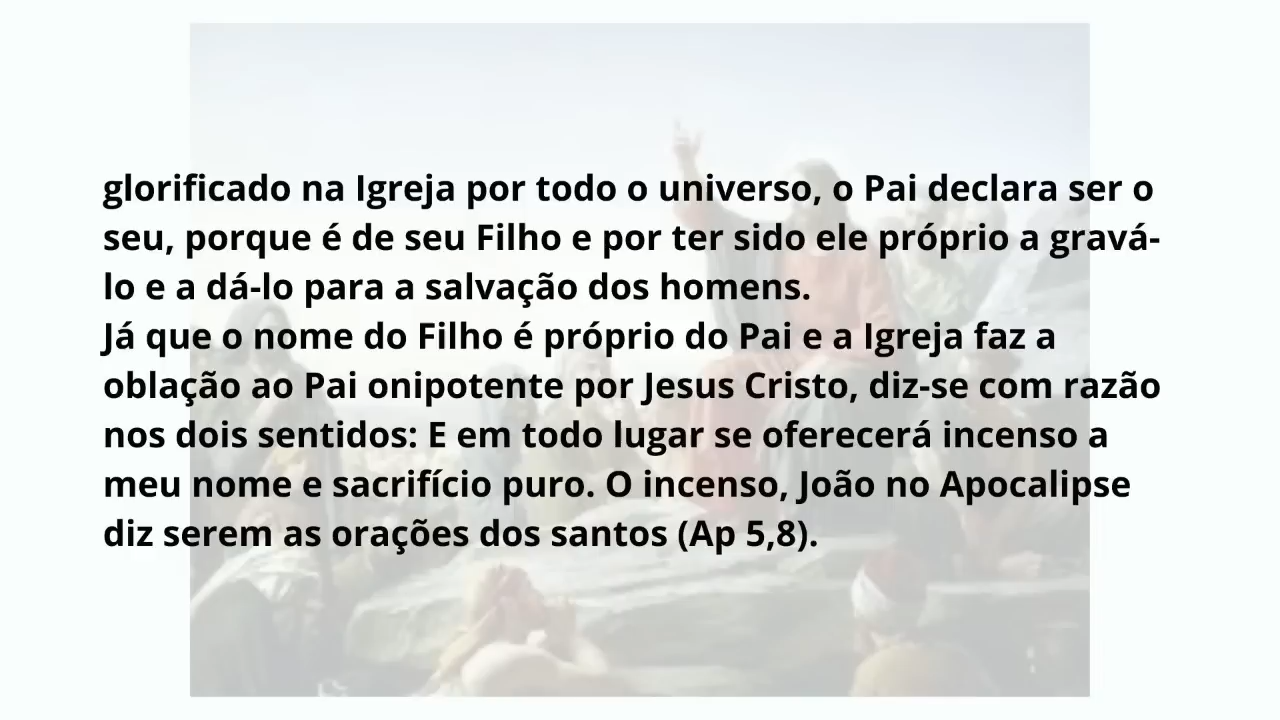 glorificado na Igreja por todo o universo, o Pai declara ser o
seu, porque é de seu Filho e por ter sido ele próprio a gravá-
lo e a dá-lo para a salvação dos homens.
Já que o nome do Filho é próprio do Pai e a Igreja faz a
oblação ao Pai onipotente por Jesus Cristo, diz-se com razão
nos dois sentidos: E em todo lugar se oferecerá incenso a
meu nome e sacrifício puro. O incenso, João no Apocalipse
diz serem as orações dos santos (Ap 5,8).